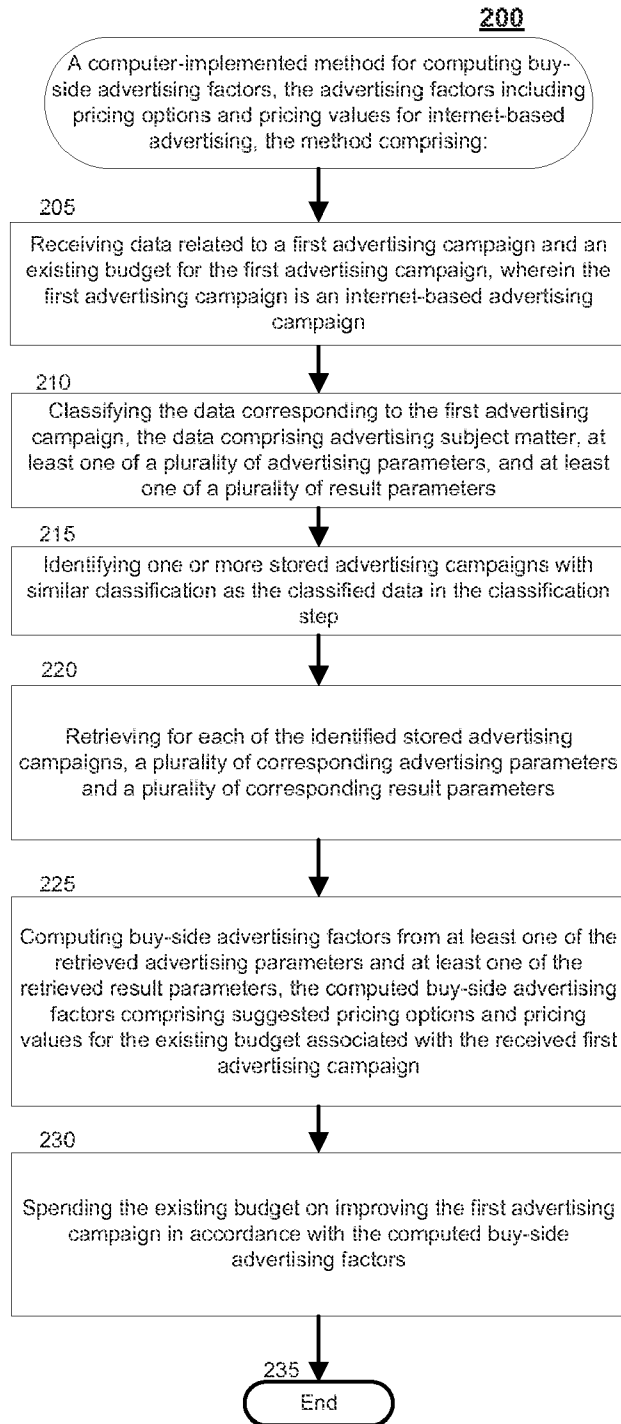 200
A computer-implemented method for computing buy-
side advertising factors, the advertising factors including
pricing options and pricing values for internet-based
advertising, the method comprising:
205
Receiving data related to a first advertising campaign and an
existing budget for the first advertising campaign, wherein the
first advertising campaign is an internet-based advertising
campaign
210
Classifying the data corresponding to the first advertising
campaign, the data comprising advertising subject matter, at
least one of a plurality of advertising parameters, and at least
one of a plurality of result parameters
215
Identifying one or more stored advertising campaigns with
similar classification as the classified data in the classification
step
220
Retrieving for each of the identified stored advertising
campaigns, a plurality of corresponding advertising parameters
and a plurality of corresponding result parameters
225
Computing buy-side advertising factors from at least one of the
retrieved advertising parameters and at least one of the
retrieved result parameters, the computed buy-side advertising
factors comprising suggested pricing options and pricing
values for the existing budget associated with the received first
advertising campaign
230
Spending the existing budget on improving the first advertising
campaign in accordance with the computed buy-side
advertising factors
235
End